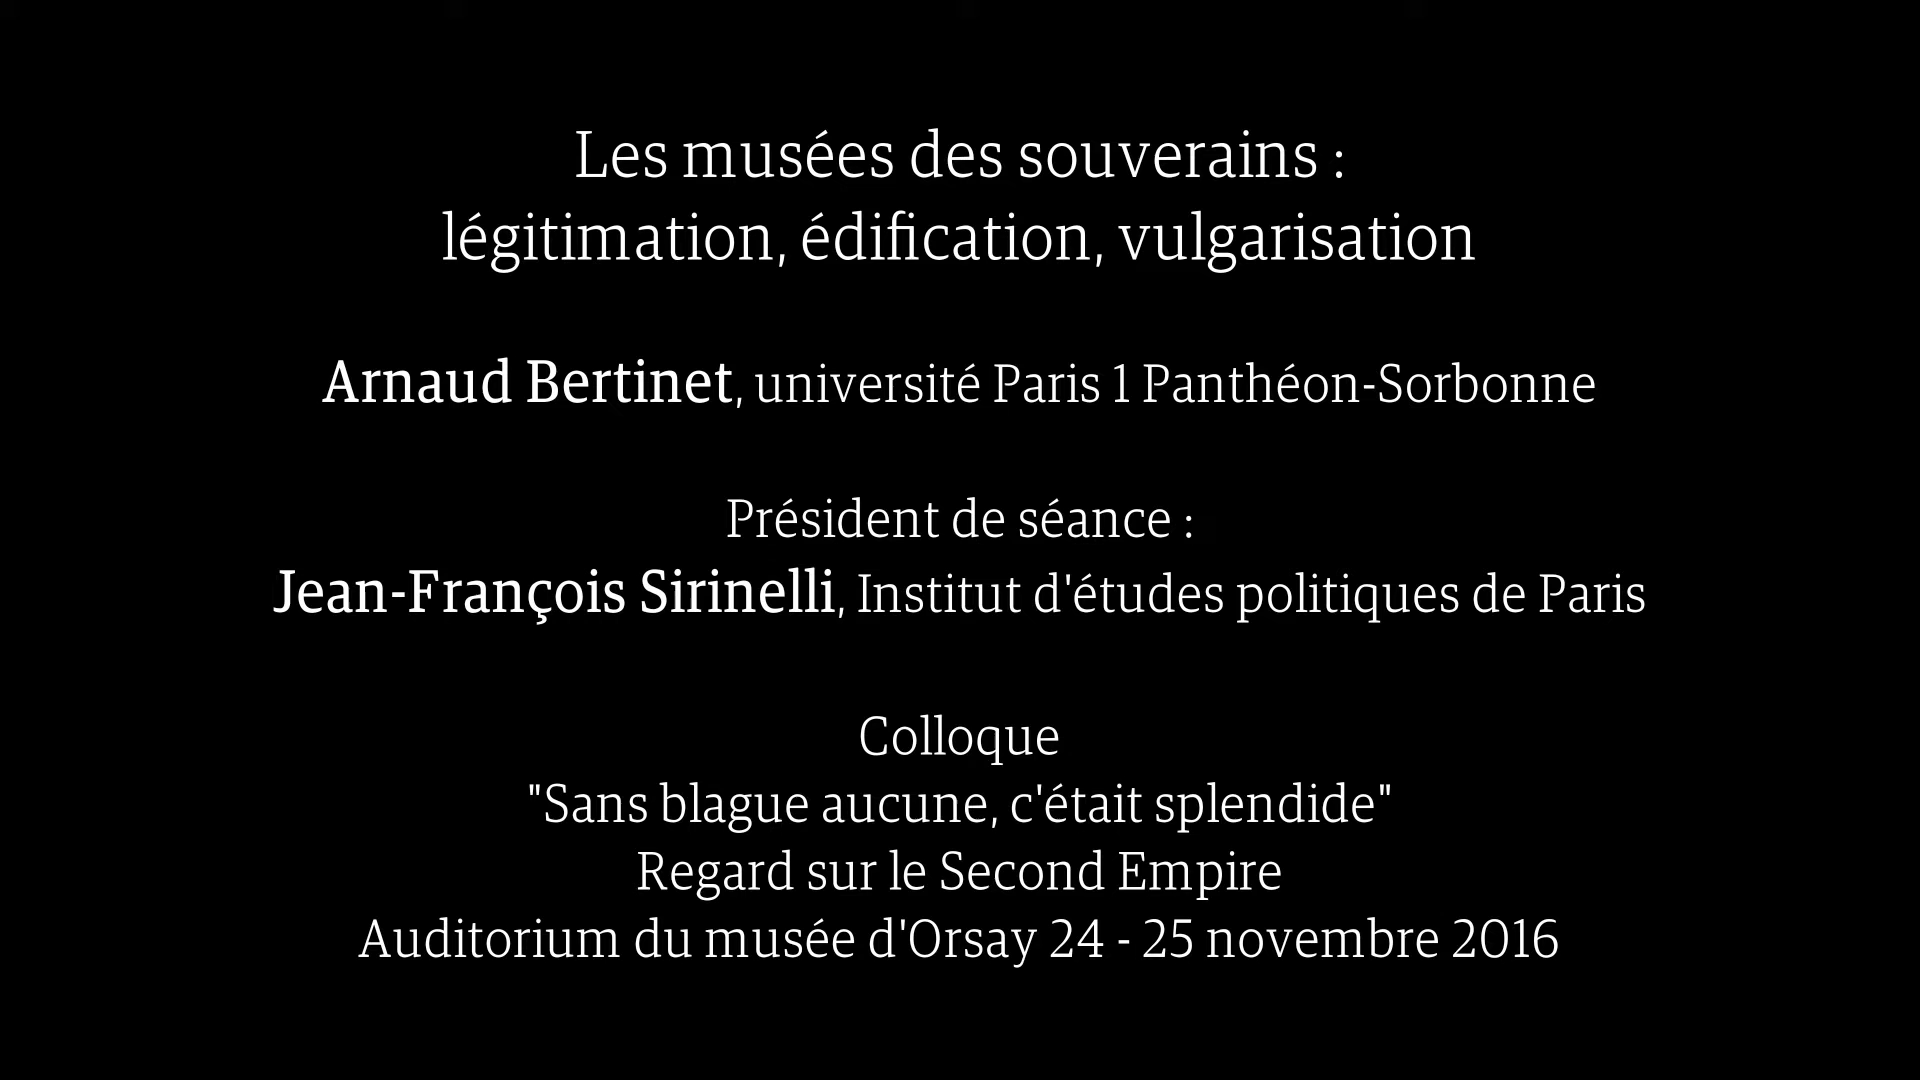 Les musées des souverains :
légitimation, édification, vulgarisation
Arnaud Bertinet, université Paris 1 Panthéon-Sorbonne
Président de séance :
Jean-François Sirinelli, Institut d'études politiques de Paris
Colloque
"Sans blague aucune, c'était splendide"
Regard sur le Second Empire
Auditorium du musée d'Orsay 24 - 25 novembre 2016